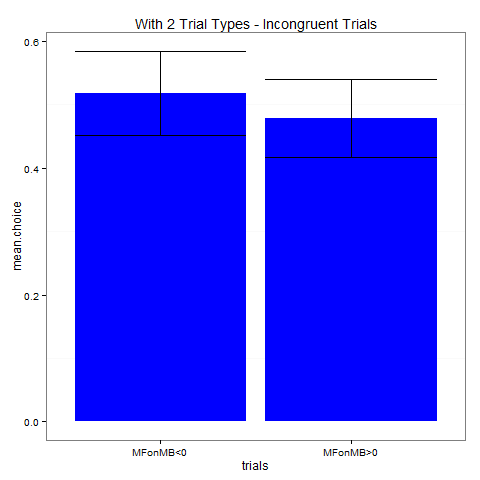 With 2 Trial Types - Incongruent Trials
0.6
0.4
0.2
0.0
mean.choice
MFonMB<0 MFonMB>0
trials